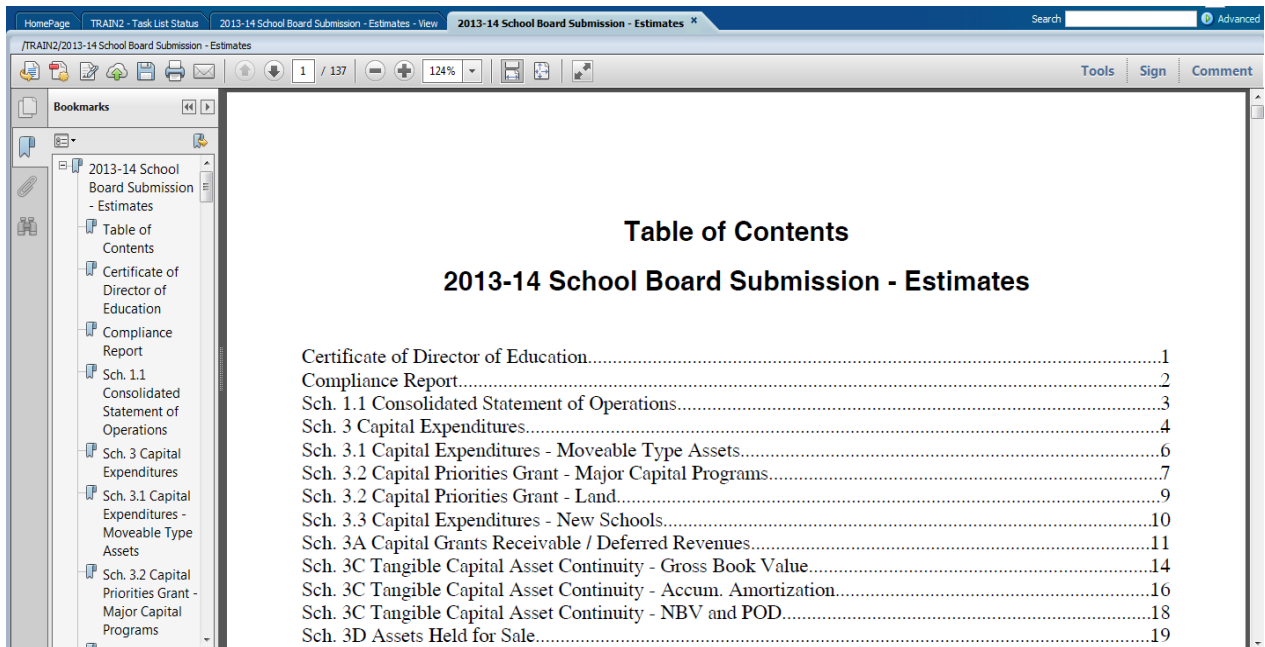 HomePage TRAIN2 - Task List Status 2013-14 School Board Submission - Estimates - View 2013-14 School Board Submission - Estimates × Search Advanced
/TRAIN2/2013-14 School Board Submission - Estimates
1 / 137 124% Tools Sign Comment
Bookmarks
2013-14 School
Board Submission
- Estimates
Table of
Contents
Certificate of
Director of
Education
Compliance
Report
Sch. 1.1
Consolidated
Statement of
Operations
Sch. 3 Capital
Expenditures
Sch. 3.1 Capital
Expenditures -
Moveable Type
Assets
Sch. 3.2 Capital
Priorities Grant -
Major Capital
Programs
Table of Contents
2013-14 School Board Submission - Estimates
Certificate of Director of Education....................1
Compliance Report....................2
Sch. 1.1 Consolidated Statement of Operations....................3
Sch. 3 Capital Expenditures....................4
Sch. 3.1 Capital Expenditures - Moveable Type Assets....................6
Sch. 3.2 Capital Priorities Grant - Major Capital Programs....................7
Sch. 3.2 Capital Priorities Grant - Land....................9
Sch. 3.3 Capital Expenditures - New Schools....................10
Sch. 3A Capital Grants Receivable / Deferred Revenues....................11
Sch. 3C Tangible Capital Asset Continuity - Gross Book Value....................14
Sch. 3C Tangible Capital Asset Continuity - Accum. Amortization....................16
Sch. 3C Tangible Capital Asset Continuity - NBV and POD....................18
Sch. 3D Assets Held for Sale....................19